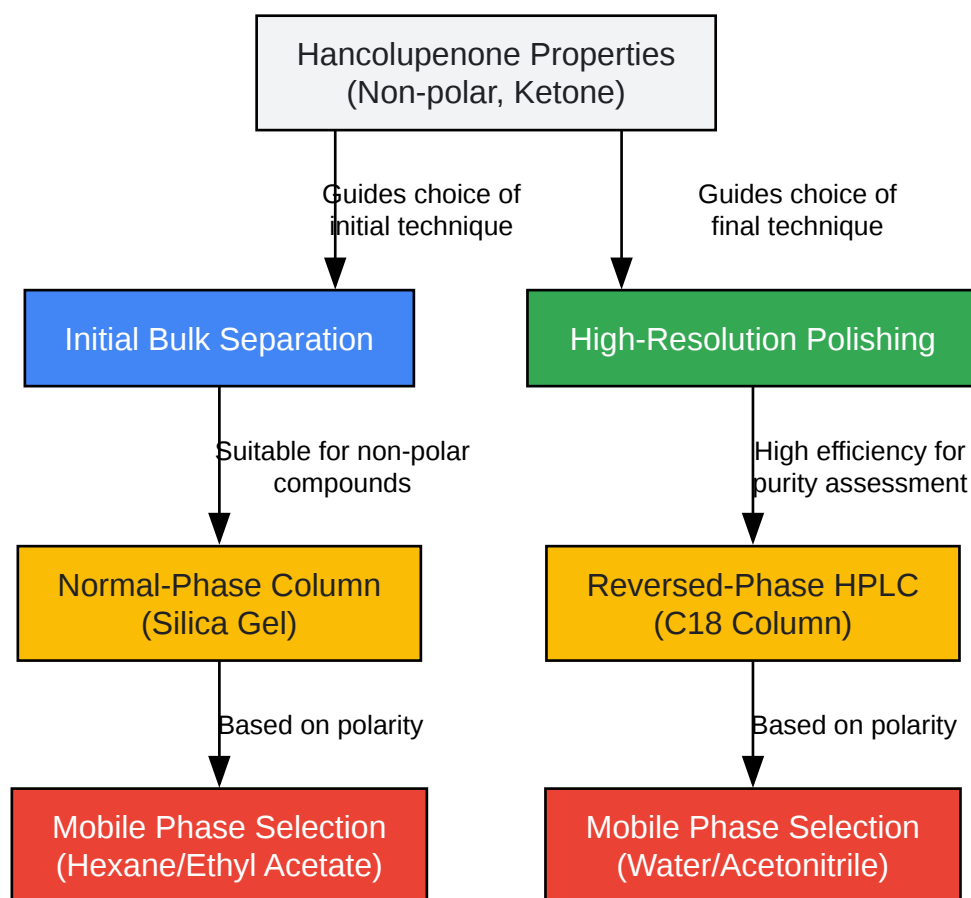 Hancolupenone Properties
(Non-polar, Ketone)
Guides choice of
initial technique
Guides choice of
final technique
Initial Bulk Separation
High-Resolution Polishing
Suitable for non-polar
compounds
High efficiency for
purity assessment
Normal-Phase Column
(Silica Gel)
Reversed-Phase HPLC
(C18 Column)
Based on polarity
Based on polarity
Mobile Phase Selection
(Hexane/Ethyl Acetate)
Mobile Phase Selection
(Water/Acetonitrile)